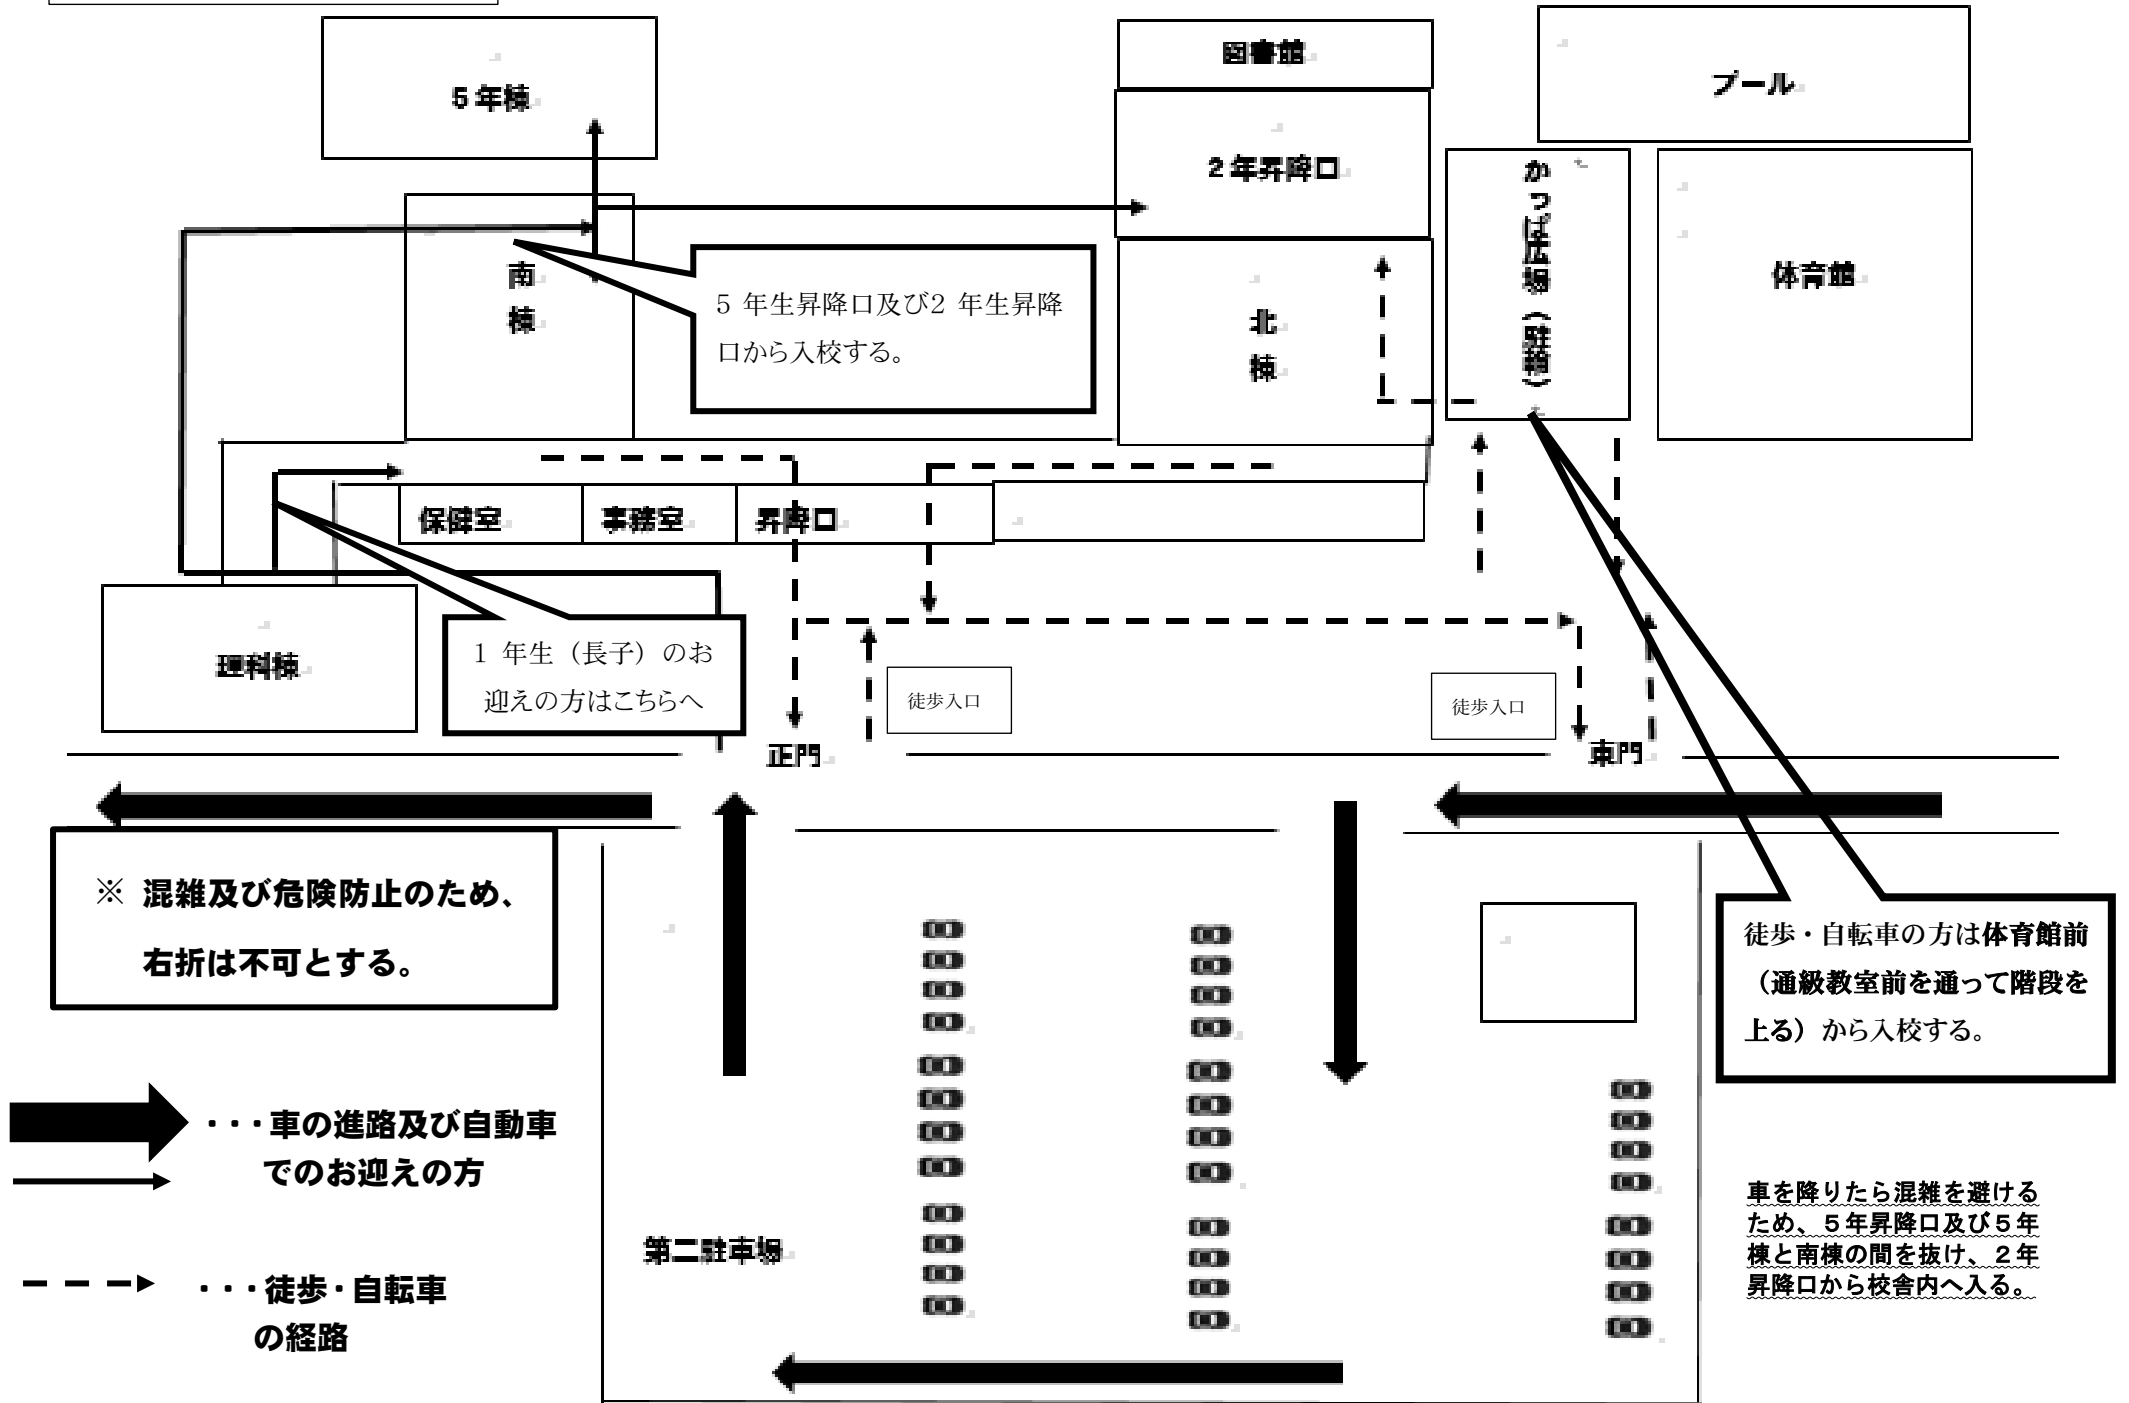 図書館
5年棟
プール
2年昇降口
かっぱ広場（駐輪）
体育館
南
棟
5 年生昇降口及び2 年生昇降
口から入校する。
北
棟
保健室
事務室
昇降口
理科棟
1 年生（長子）のお
迎えの方はこちらへ
徒歩入口
徒歩入口
正門
東門
※ 混雑及び危険防止のため、
右折は不可とする。
徒歩・自転車の方は体育館前
（通級教室前を通って階段を
上る）から入校する。
・・・車の進路及び自動車
でのお迎えの方
第二駐車場
車を降りたら混雑を避ける
ため、５年昇降口及び５年
棟と南棟の間を抜け、２年
昇降口から校舎内へ入る。
・・・徒歩・自転車
の経路